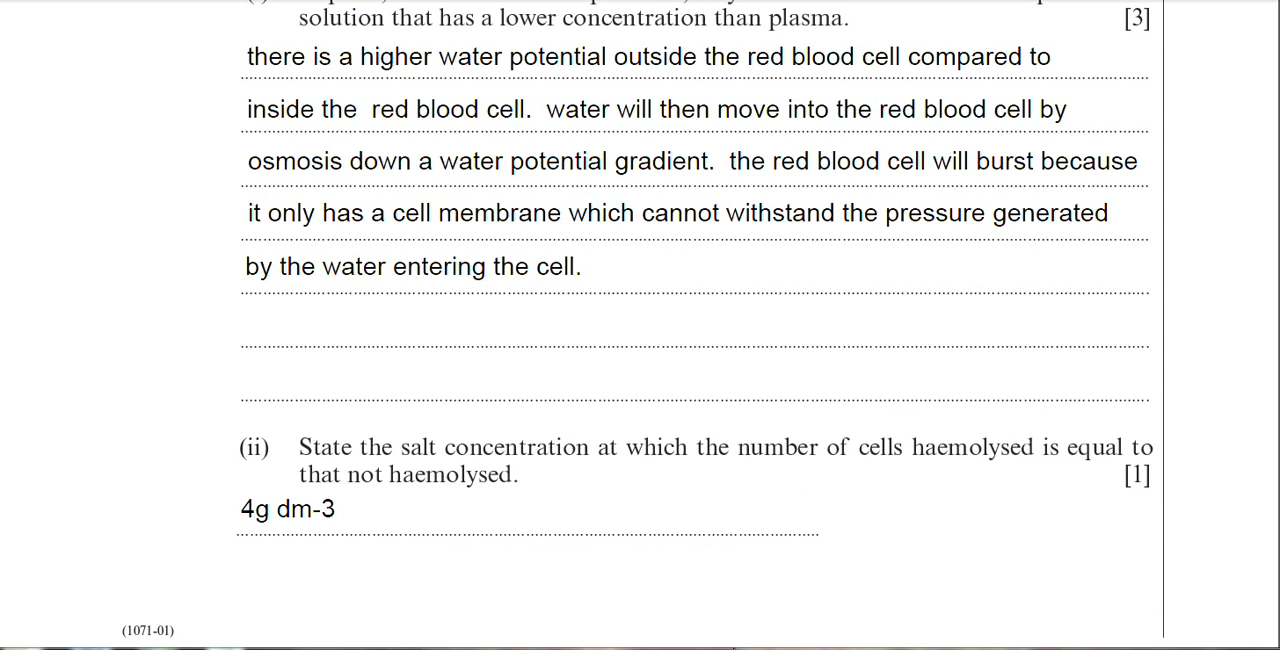 solution that has a lower concentration than plasma. [3]
there is a higher water potential outside the red blood cell compared to
inside the red blood cell. water will then move into the red blood cell by
osmosis down a water potential gradient. the red blood cell will burst because
it only has a cell membrane which cannot withstand the pressure generated
by the water entering the cell.
(ii) State the salt concentration at which the number of cells haemolysed is equal to
that not haemolysed. [1]
4g dm-3
(1071-01)